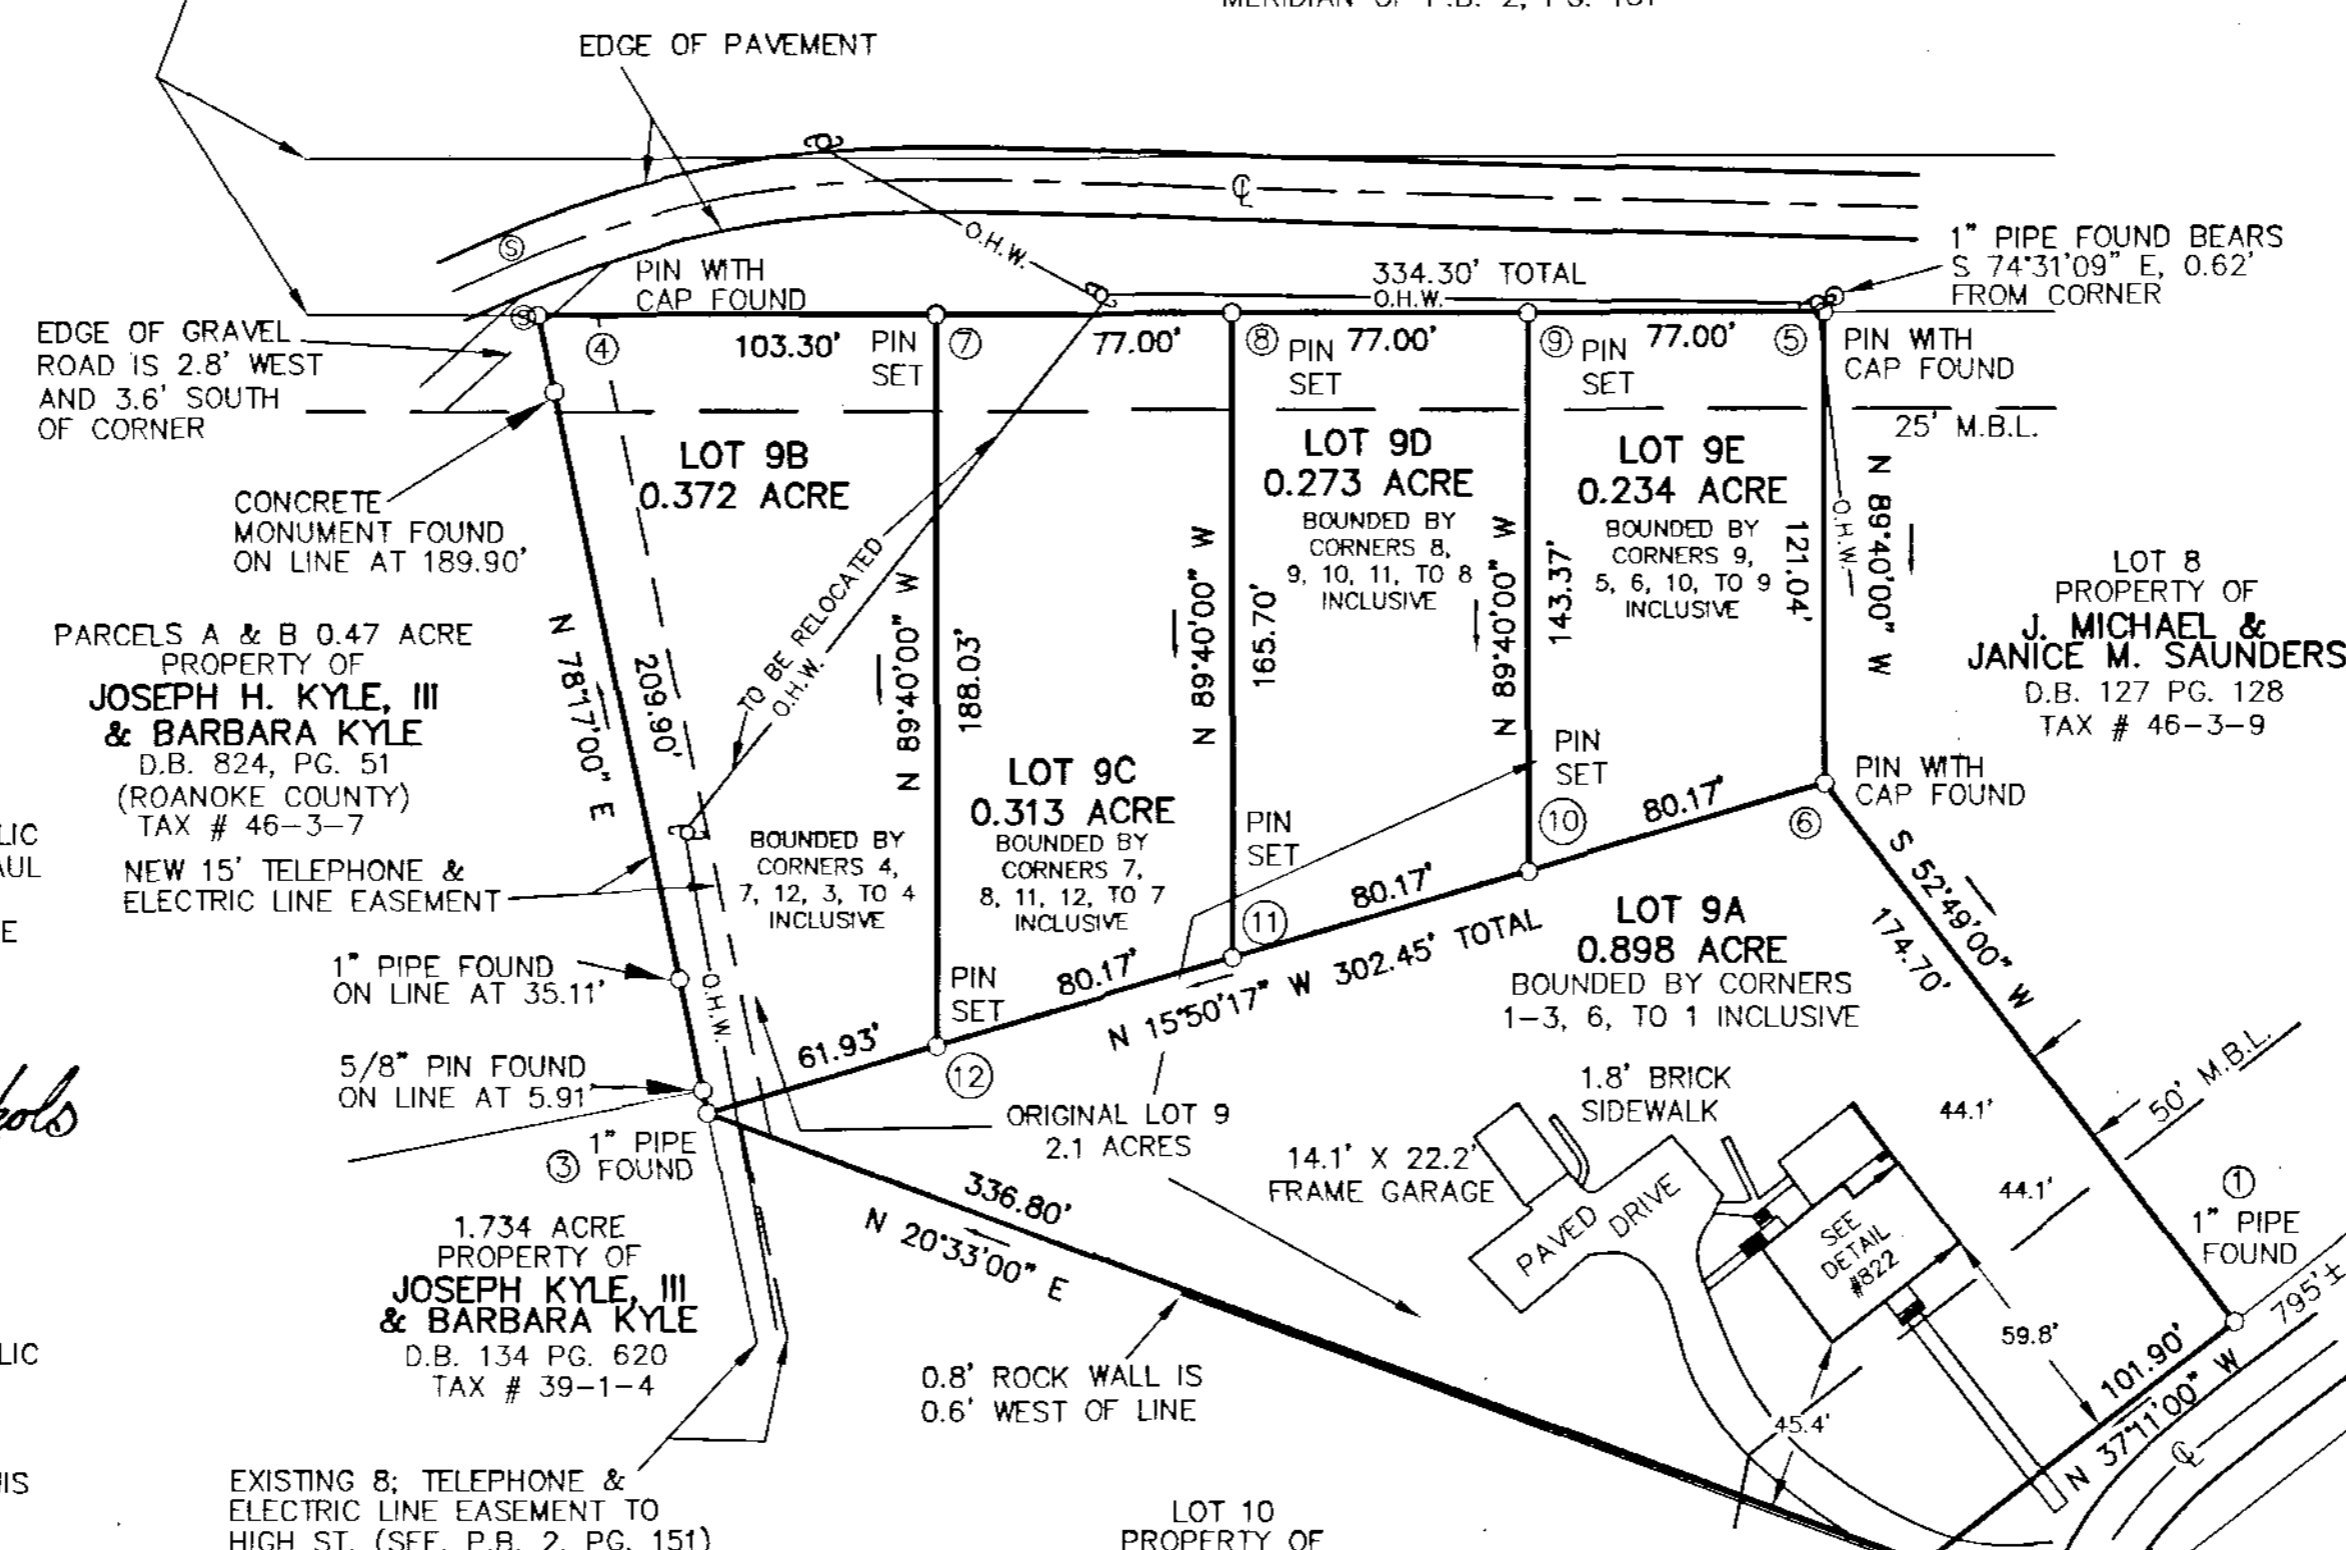 EDGE OF PAVEMENT
O.H.W.
℄
PIN WITH
CAP FOUND
334.30' TOTAL
O.H.W.
1" PIPE FOUND BEARS
S 74°31'09" E, 0.62'
FROM CORNER
Ⓢ
Ⓢ
EDGE OF GRAVEL
ROAD IS 2.8' WEST
AND 3.6' SOUTH
OF CORNER
④
103.30'
PIN
SET
⑦
77.00'
⑧
PIN
SET
77.00'
⑨
PIN
SET
77.00'
⑤
PIN WITH
CAP FOUND
25' M.B.L.
CONCRETE
MONUMENT FOUND
ON LINE AT 189.90'
LOT 9B
0.372 ACRE
BOUNDED BY
CORNERS 4,
7, 12, 3, TO 4
INCLUSIVE
TO BE RELOCATED
O.H.W.
N 89°40'00" W
188.03'
LOT 9C
0.313 ACRE
BOUNDED BY
CORNERS 7,
8, 11, 12, TO 7
INCLUSIVE
N 89°40'00" W
165.70'
LOT 9D
0.273 ACRE
BOUNDED BY
CORNERS 8,
9, 10, 11, TO 8
INCLUSIVE
N 89°40'00" W
143.37'
LOT 9E
0.234 ACRE
BOUNDED BY
CORNERS 9,
5, 6, 10, TO 9
INCLUSIVE
121.04'
O.H.W.
N 89°40'00" W
LOT 8
PROPERTY OF
J. MICHAEL &
JANICE M. SAUNDERS
D.B. 127 PG. 128
TAX # 46-3-9
PARCELS A & B 0.47 ACRE
PROPERTY OF
JOSEPH H. KYLE, III
& BARBARA KYLE
D.B. 824, PG. 51
(ROANOKE COUNTY)
TAX # 46-3-7
N 78°17'00" E
209.90'
NEW 15' TELEPHONE &
ELECTRIC LINE EASEMENT
1" PIPE FOUND
ON LINE AT 35.11'
5/8" PIN FOUND
ON LINE AT 5.91'
O.H.W.
③
1" PIPE
FOUND
61.93'
PIN
SET
⑫
80.17'
PIN
SET
⑪
80.17'
PIN
SET
⑩
80.17'
⑥
PIN WITH
CAP FOUND
N 15°50'17" W 302.45' TOTAL
LOT 9A
0.898 ACRE
BOUNDED BY CORNERS
1-3, 6, TO 1 INCLUSIVE
S 52°49'00" W
174.70'
50' M.B.L.
ORIGINAL LOT 9
2.1 ACRES
1.8' BRICK
SIDEWALK
14.1' X 22.2'
FRAME GARAGE
PAVED DRIVE
SEE
DETAIL
#822
44.1'
44.1'
59.8'
45.4'
①
1" PIPE
FOUND
795'±
101.90'
N 37°11'00" W
℄
336.80'
N 20°33'00" E
1.734 ACRE
PROPERTY OF
JOSEPH KYLE, III
& BARBARA KYLE
D.B. 134 PG. 620
TAX # 39-1-4
0.8' ROCK WALL IS
0.6' WEST OF LINE
EXISTING 8; TELEPHONE &
ELECTRIC LINE EASEMENT TO
HIGH ST. (SEE. P.B. 2, PG. 151)
LOT 10
PROPERTY OF